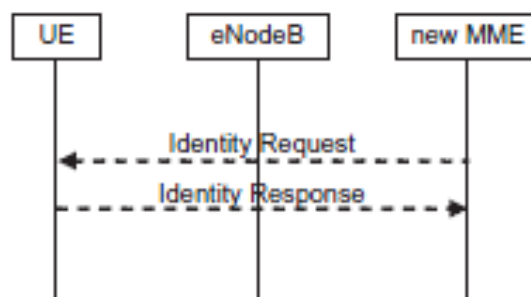 UE
eNodeB
new MME
Identity Request
Identity Response